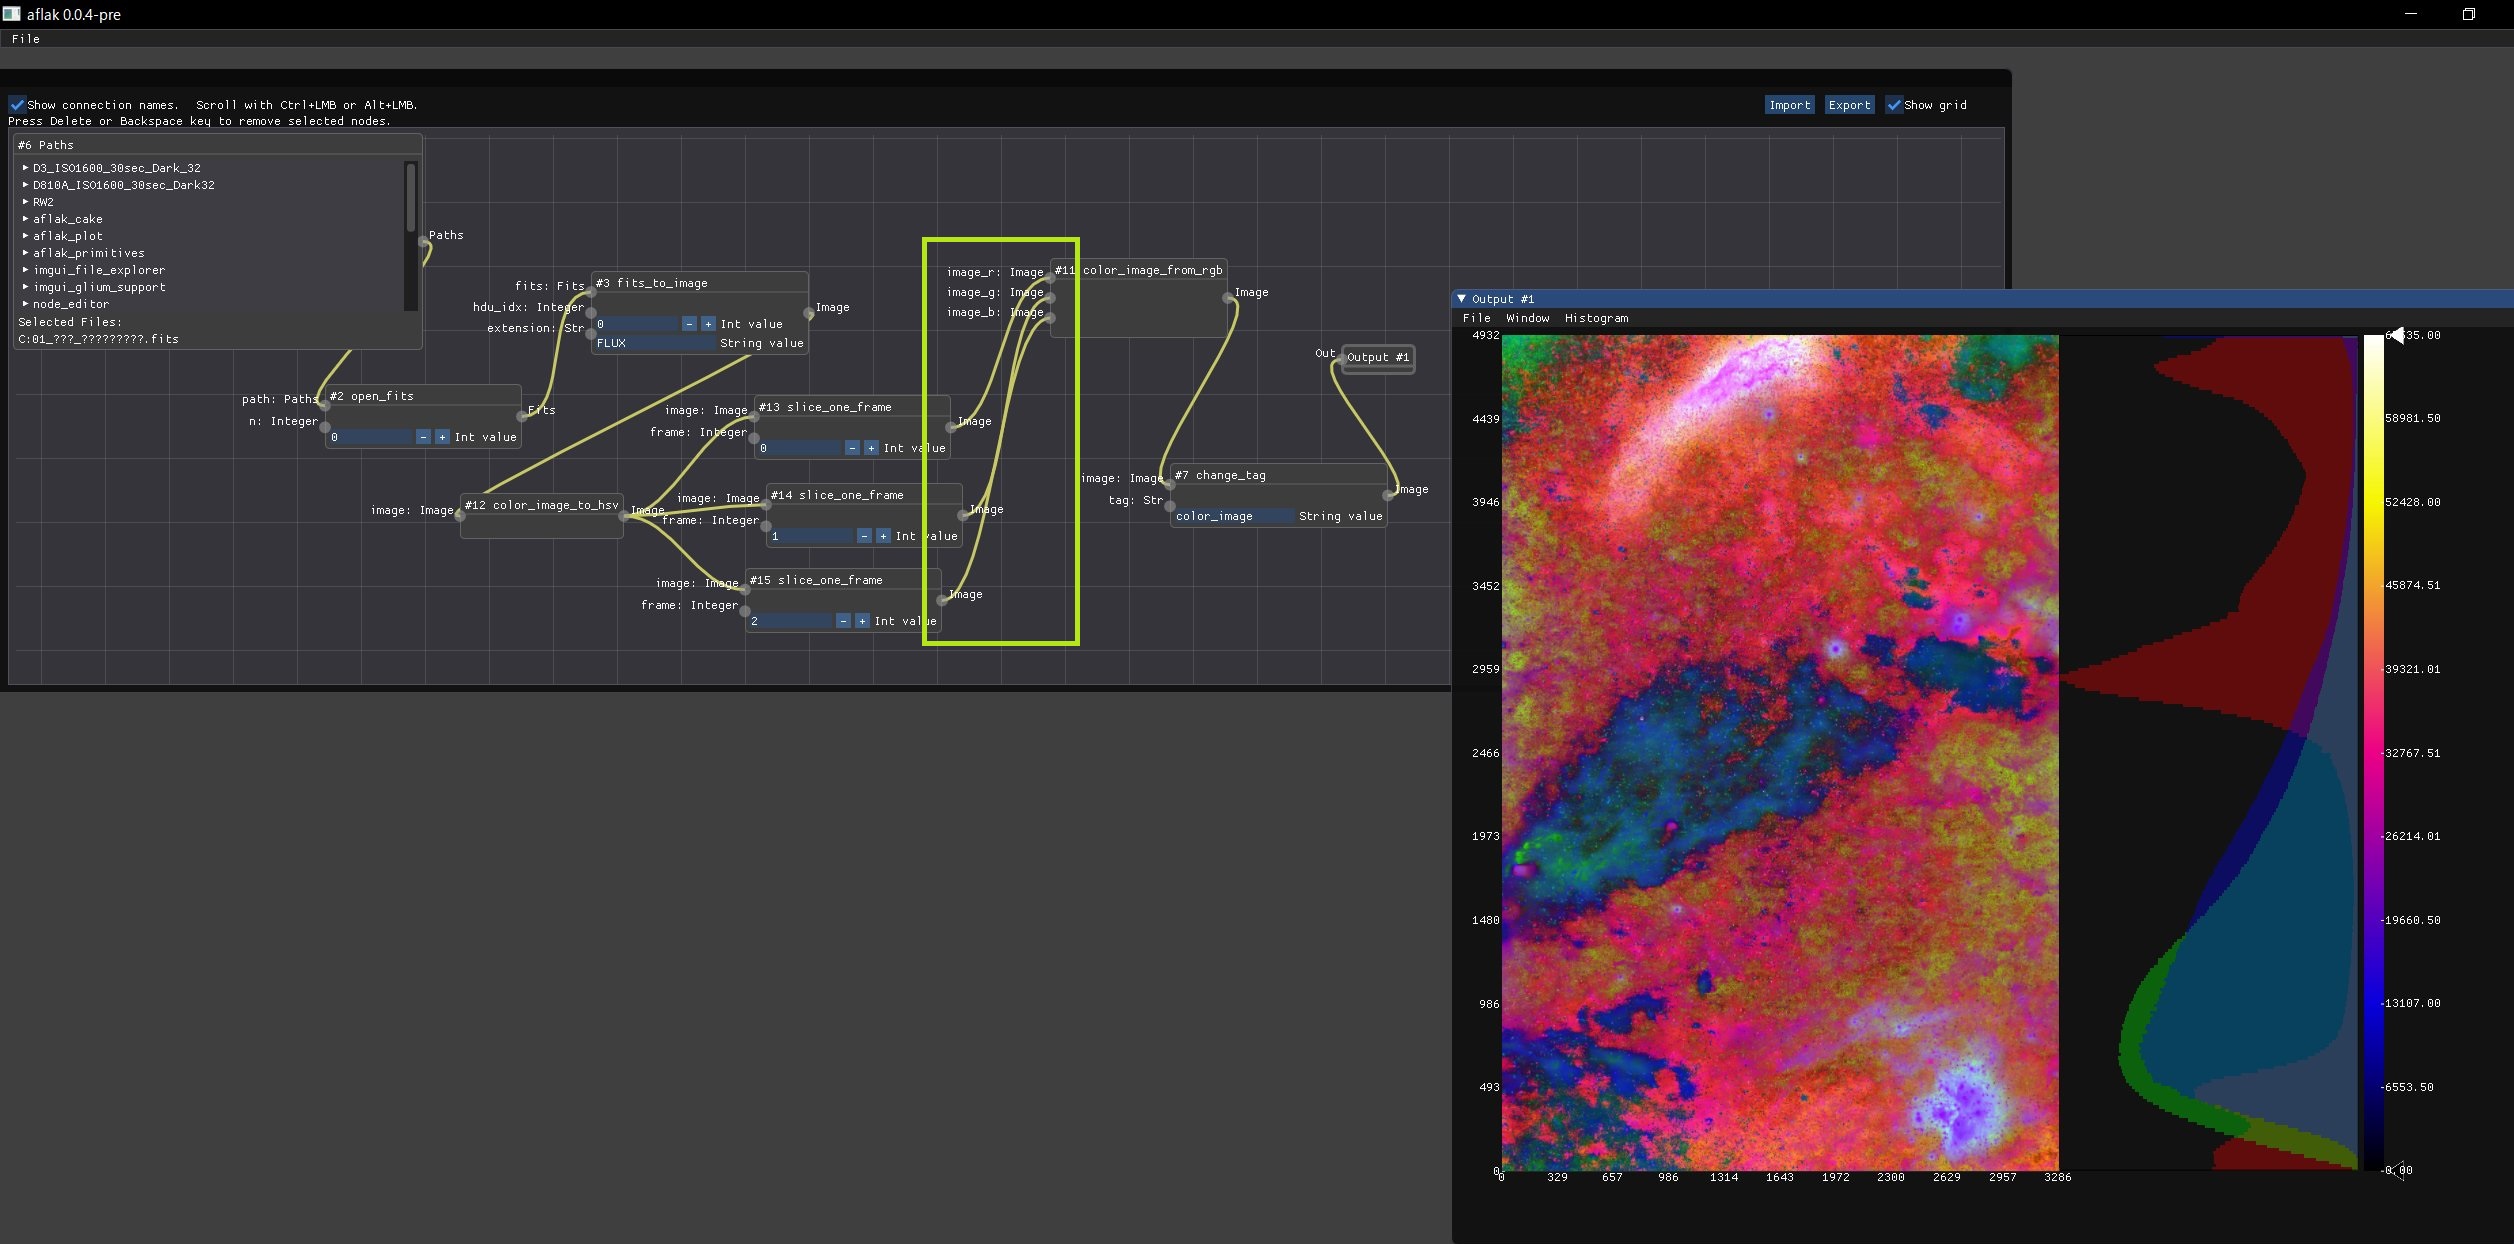 aflak 0.0.4-pre
File
Show connection names. Scroll with Ctrl+LMB or Alt+LMB.
Import Export Show grid
Press Delete or Backspace key to remove selected nodes.
#6 Paths
D3_ISO1600_30sec_Dark_32
D810A_ISO1600_30sec_Dark32
RW2
aflak_cake
aflak_plot
aflak_primitives
imgui_file_explorer
imgui_glium_support
node_editor
Selected Files:
C:01_???_?????????.fits
Paths
path: Paths
n: Integer
#2 open_fits
0 - + Int value
Fits
fits: Fits
hdu_idx: Integer
extension: Str
#3 fits_to_image
0 - + Int value
FLUX String value
Image
image: Image
#12 color_image_to_hsv
Image
image: Image
frame: Integer
#13 slice_one_frame
0 - + Int value
Image
image: Image
frame: Integer
#14 slice_one_frame
1 - + Int value
Image
image: Image
frame: Integer
#15 slice_one_frame
2 - + Int value
Image
image_r: Image
image_g: Image
image_b: Image
#11 color_image_from_rgb
Image
image: Image
tag: Str
#7 change_tag
color_image String value
Image
Out
Output #1
Output #1
File Window Histogram
4932
4439
3946
3452
2959
2466
1973
1480
986
493
0
0 329 657 986 1314 1643 1972 2300 2629 2957 3286
58981.50
52428.00
45874.51
39321.01
32767.51
26214.01
19660.50
13107.00
6553.50
0.00